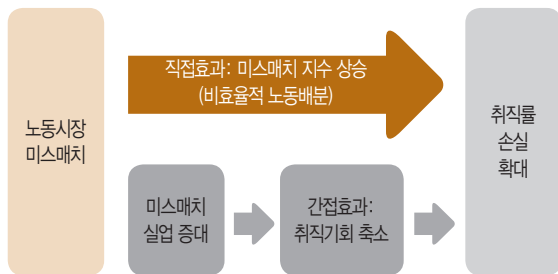 노동시장
미스매치
직접효과: 미스매치 지수 상승
(비효율적 노동배분)
미스매치
실업 증대
간접효과:
취직기회 축소
취직률
손실
확대